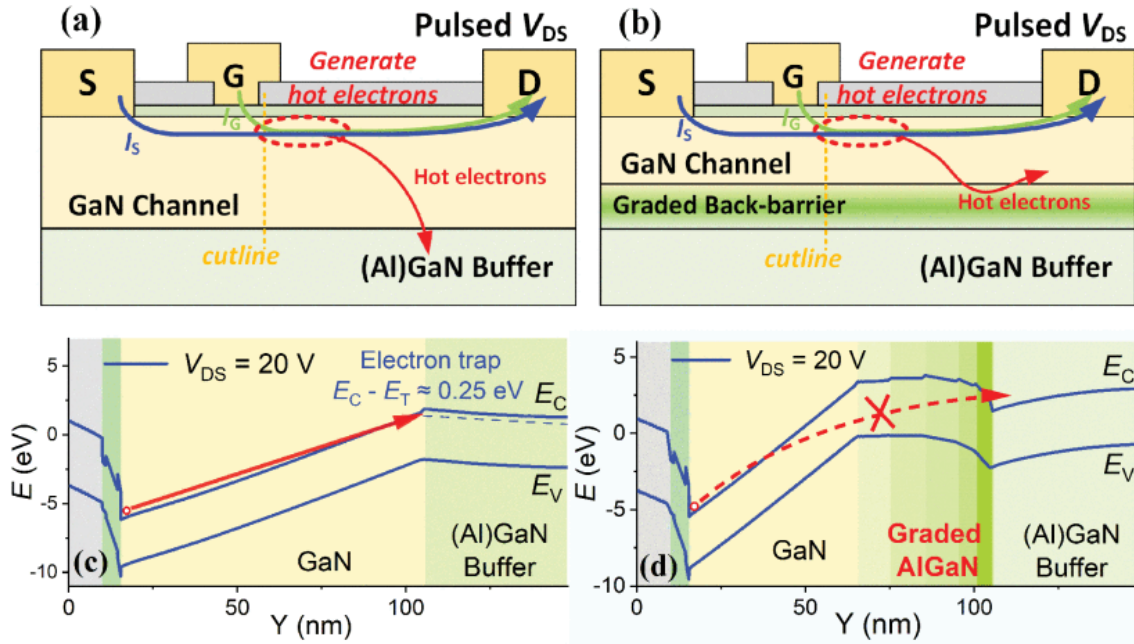 (a)
Pulsed VDS
S
G
Generate
hot electrons
D
IG
IS
Hot electrons
GaN Channel
cutline
(Al)GaN Buffer
(b)
Pulsed VDS
S
G
Generate
hot electrons
D
IG
IS
GaN Channel
Hot electrons
Graded Back-barrier
cutline
(Al)GaN Buffer
5
0
-5
-10
E (eV)
VDS = 20 V
Electron trap
EC - ET ≈ 0.25 eV
EC
EV
(Al)GaN
Buffer
GaN
(c)
0
50
100
Y (nm)
5
0
-5
-10
E (eV)
VDS = 20 V
EC
EV
(Al)GaN
Buffer
Graded
AlGaN
GaN
(d)
0
50
100
Y (nm)